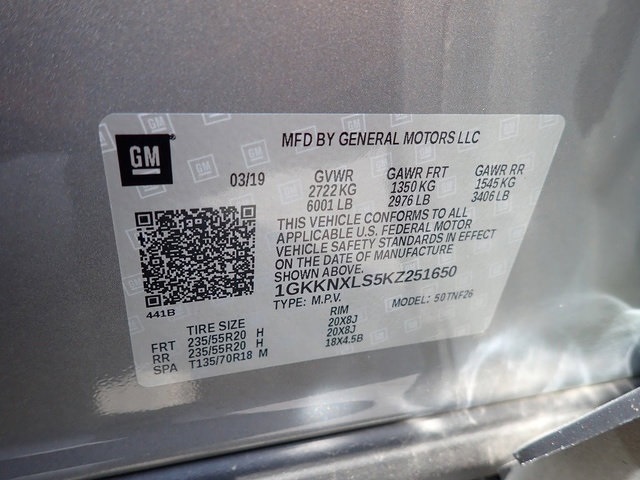 GM
MFD BY GENERAL MOTORS LLC
03/19 GVWR GAWR FRT GAWR RR
2722 KG 1350 KG 1545 KG
6001 LB 2976 LB 3406 LB
THIS VEHICLE CONFORMS TO ALL
APPLICABLE U.S. FEDERAL MOTOR
VEHICLE SAFETY STANDARDS IN EFFECT
ON THE DATE OF MANUFACTURE
SHOWN ABOVE.
1GKKNXLS5KZ251650
441B
TYPE: M.P.V. MODEL: 50TNF26
TIRE SIZE RIM
FRT 235/55R20 H 20X8J
RR 235/55R20 H 20X8J
SPA T135/70R18 M 18X4.5B